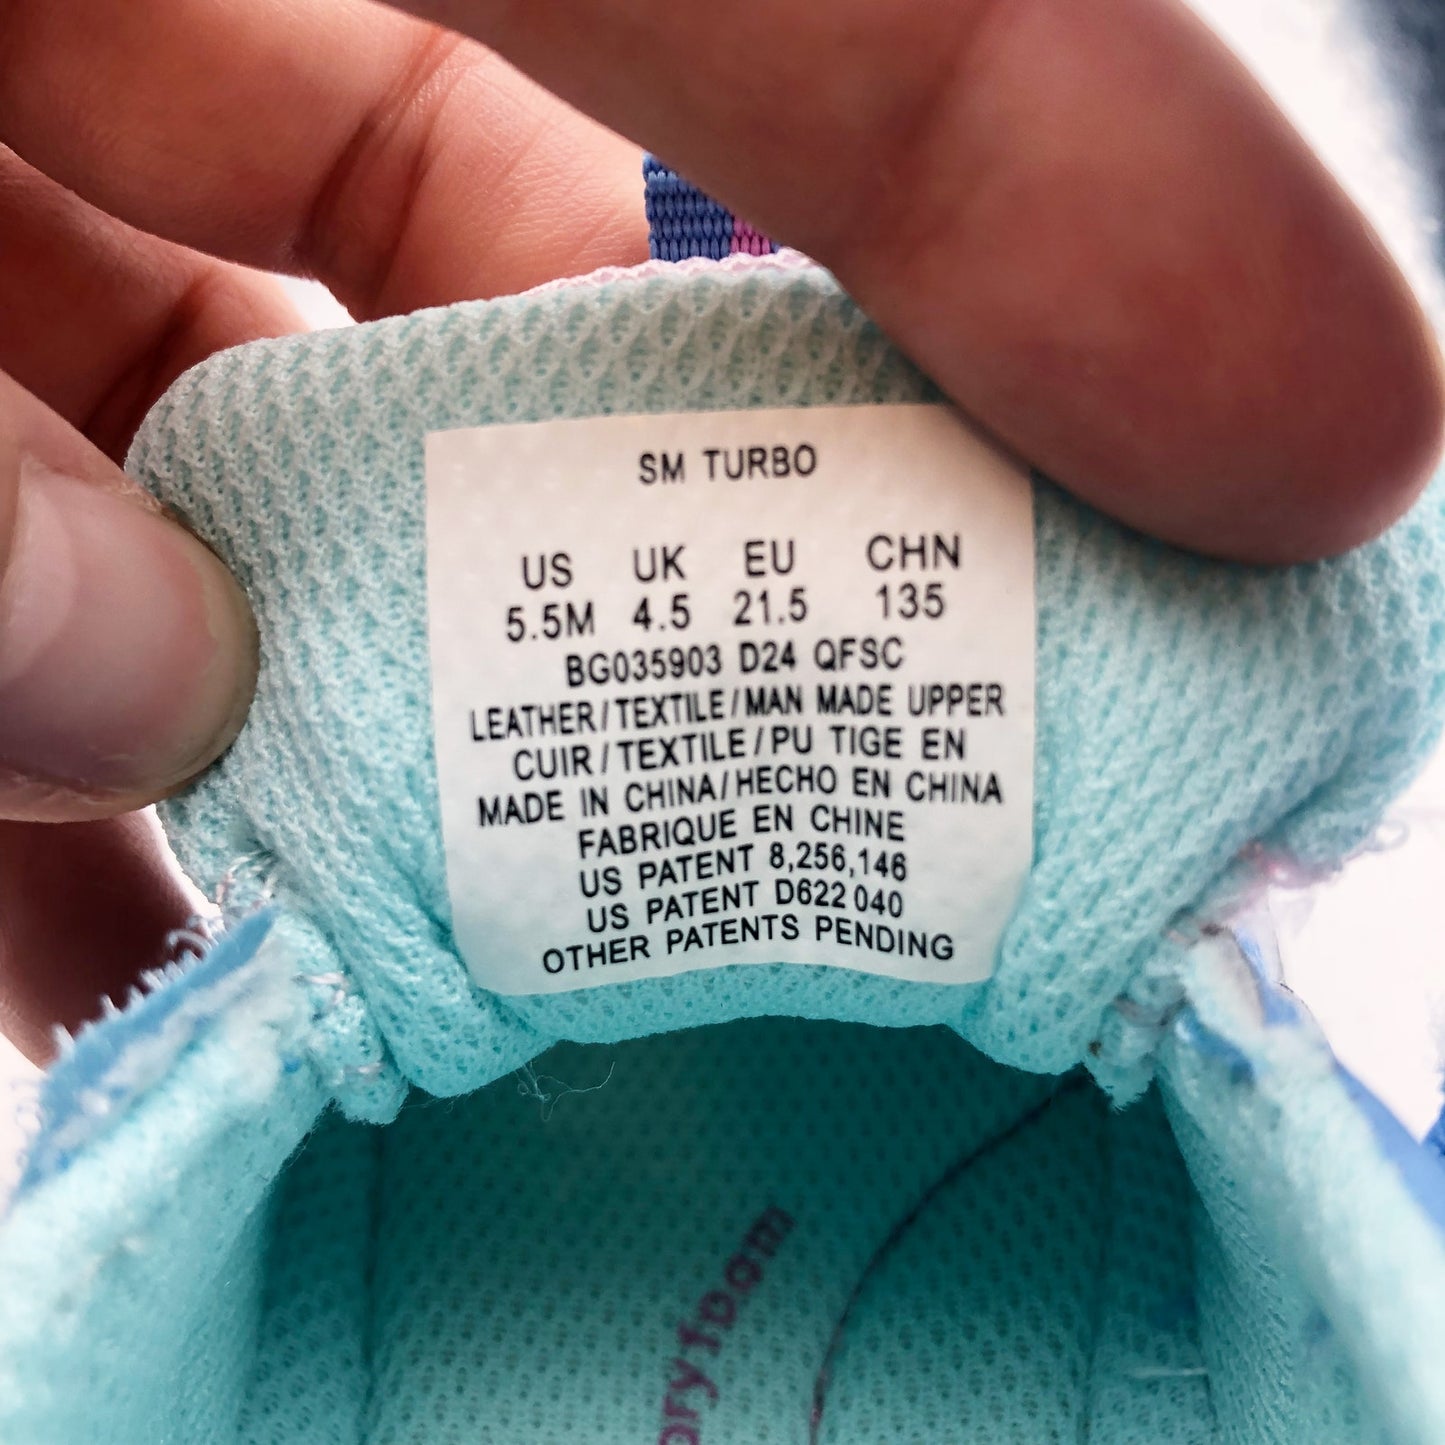 SM TURBO
US UK EU CHN
5.5M 4.5 21.5 135
BG035903 D24 QFSC
LEATHER/TEXTILE/MAN MADE UPPER
CUIR/TEXTILE/PU TIGE EN
MADE IN CHINA/HECHO EN CHINA
FABRIQUE EN CHINE
US PATENT 8,256,146
US PATENT D622 040
OTHER PATENTS PENDING